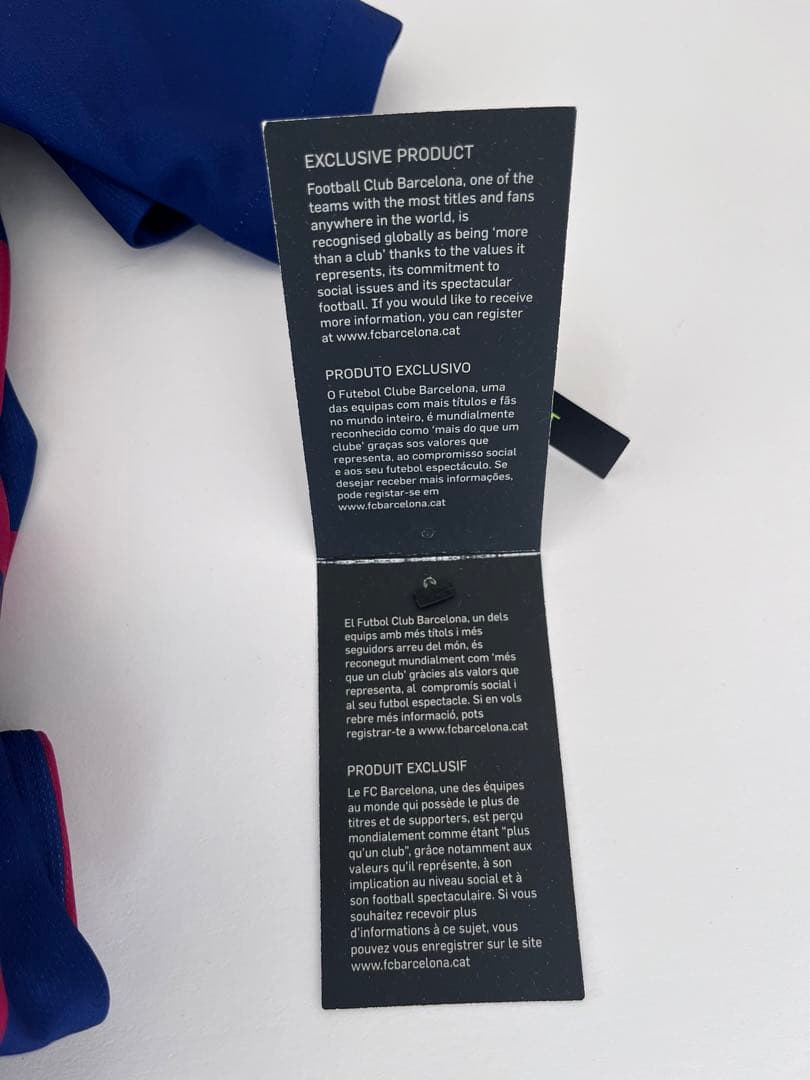 EXCLUSIVE PRODUCT
Football Club Barcelona, one of the
teams with the most titles and fans
anywhere in the world, is
recognised globally as being ‘more
than a club’ thanks to the values it
represents, its commitment to
social issues and its spectacular
football. If you would like to receive
more information, you can register
at www.fcbarcelona.cat
PRODUTO EXCLUSIVO
O Futebol Clube Barcelona, uma
das equipas com mais títulos e fãs
no mundo inteiro, é mundialmente
reconhecido como ‘mais do que um
clube’ graças sos valores que
representa, ao compromisso social
e aos seu futebol espectáculo. Se
desejar receber mais informações,
pode registar-se em
www.fcbarcelona.cat
El Futbol Club Barcelona, un dels
equips amb més títols i més
seguidors arreu del món, és
reconegut mundialment com ‘més
que un club’ gràcies als valors que
representa, al compromís social i
al seu futbol espectacle. Si en vols
rebre més informació, pots
registrar-te a www.fcbarcelona.cat
PRODUIT EXCLUSIF
Le FC Barcelona, une des équipes
au monde qui possède le plus de
titres et de supporters, est perçu
mondialement comme étant “plus
qu’un club”, grâce notamment aux
valeurs qu’il représente, à son
implication au niveau social et à
son football spectaculaire. Si vous
souhaitez recevoir plus
d’informations à ce sujet, vous
pouvez vous enregistrer sur le site
www.fcbarcelona.cat